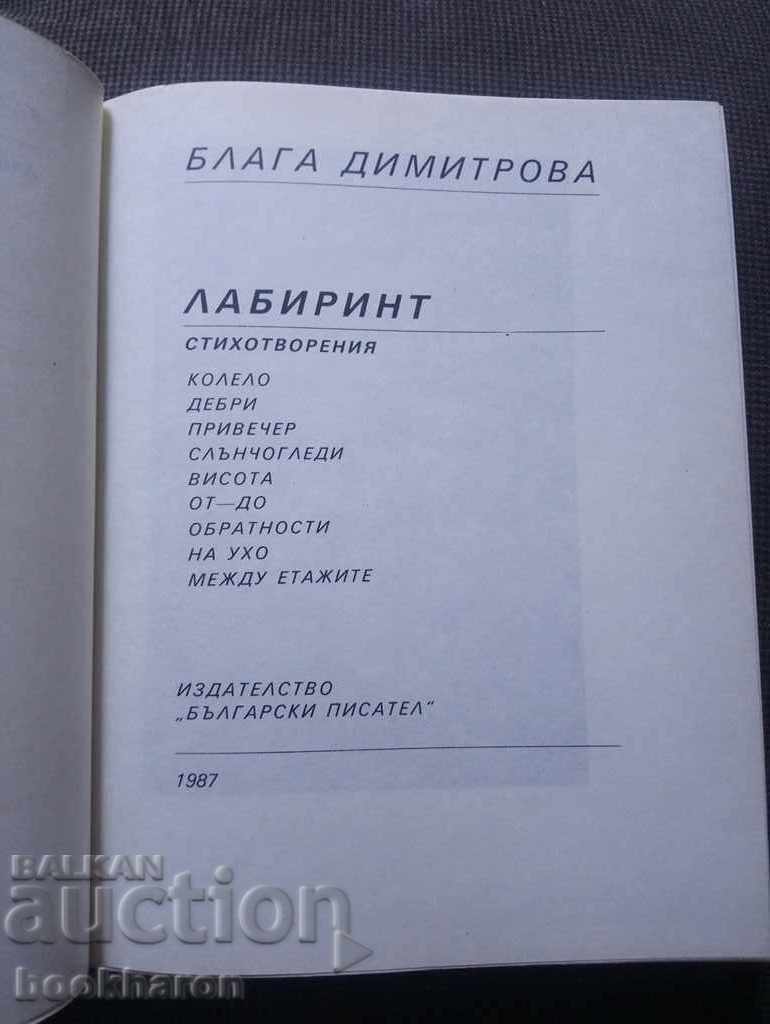 БЛАГА ДИМИТРОВА
ЛАБИРИНТ
СТИХОТВОРЕНИЯ
КОЛЕЛО
ДЕБРИ
ПРИВЕЧЕР
СЛЪНЧОГЛЕДИ
ВИСОТА
ОТ—ДО
ОБРАТНОСТИ
НА УХО
МЕЖДУ ЕТАЖИТЕ
ИЗДАТЕЛСТВО
„БЪЛГАРСКИ ПИСАТЕЛ“
1987
BALKAN
auction
bookharon